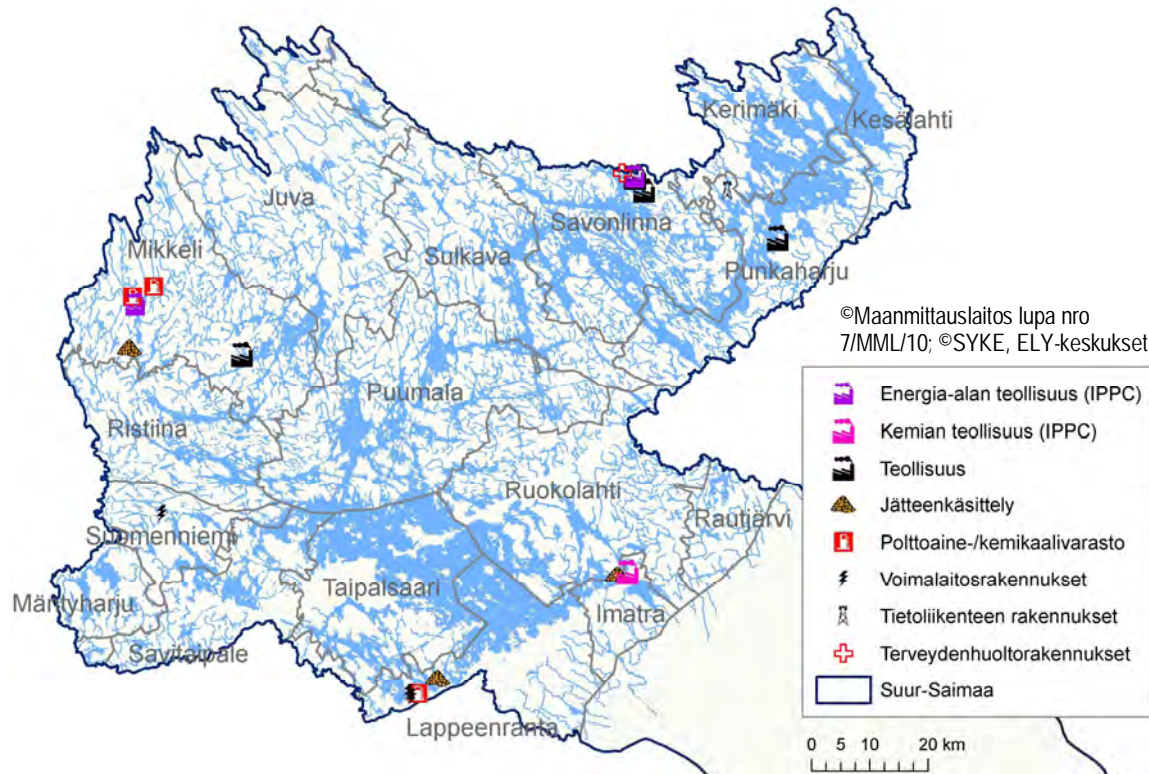 Kerimäki
Kesälahti
Juva
Savonlinna
Mikkeli
Sulkava
Punkaharju
©Maanmittauslaitos lupa nro
7/MML/10; ©SYKE, ELY-keskukset
Puumala
Ristiina
Ruokolahti
Rautjärvi
Suomenniemi
Taipalsaari
Mäntyharju
Imatra
Savitaipale
Lappeenranta
Energia-alan teollisuus (IPPC)
Kemian teollisuus (IPPC)
Teollisuus
Jätteenkäsittely
Polttoaine-/kemikaalivarasto
Voimalaitosrakennukset
Tietoliikenteen rakennukset
Terveydenhuoltorakennukset
Suur-Saimaa
0 5 10 20 km